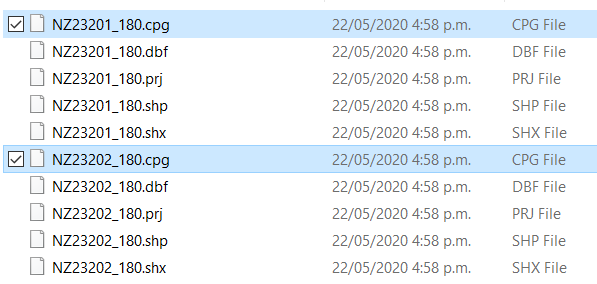 NZ23201_180.cpg 22/05/2020 4:58 p.m. CPG File
NZ23201_180.dbf 22/05/2020 4:58 p.m. DBF File
NZ23201_180.prj 22/05/2020 4:58 p.m. PRJ File
NZ23201_180.shp 22/05/2020 4:58 p.m. SHP File
NZ23201_180.shx 22/05/2020 4:58 p.m. SHX File
NZ23202_180.cpg 22/05/2020 4:58 p.m. CPG File
NZ23202_180.dbf 22/05/2020 4:58 p.m. DBF File
NZ23202_180.prj 22/05/2020 4:58 p.m. PRJ File
NZ23202_180.shp 22/05/2020 4:58 p.m. SHP File
NZ23202_180.shx 22/05/2020 4:58 p.m. SHX File